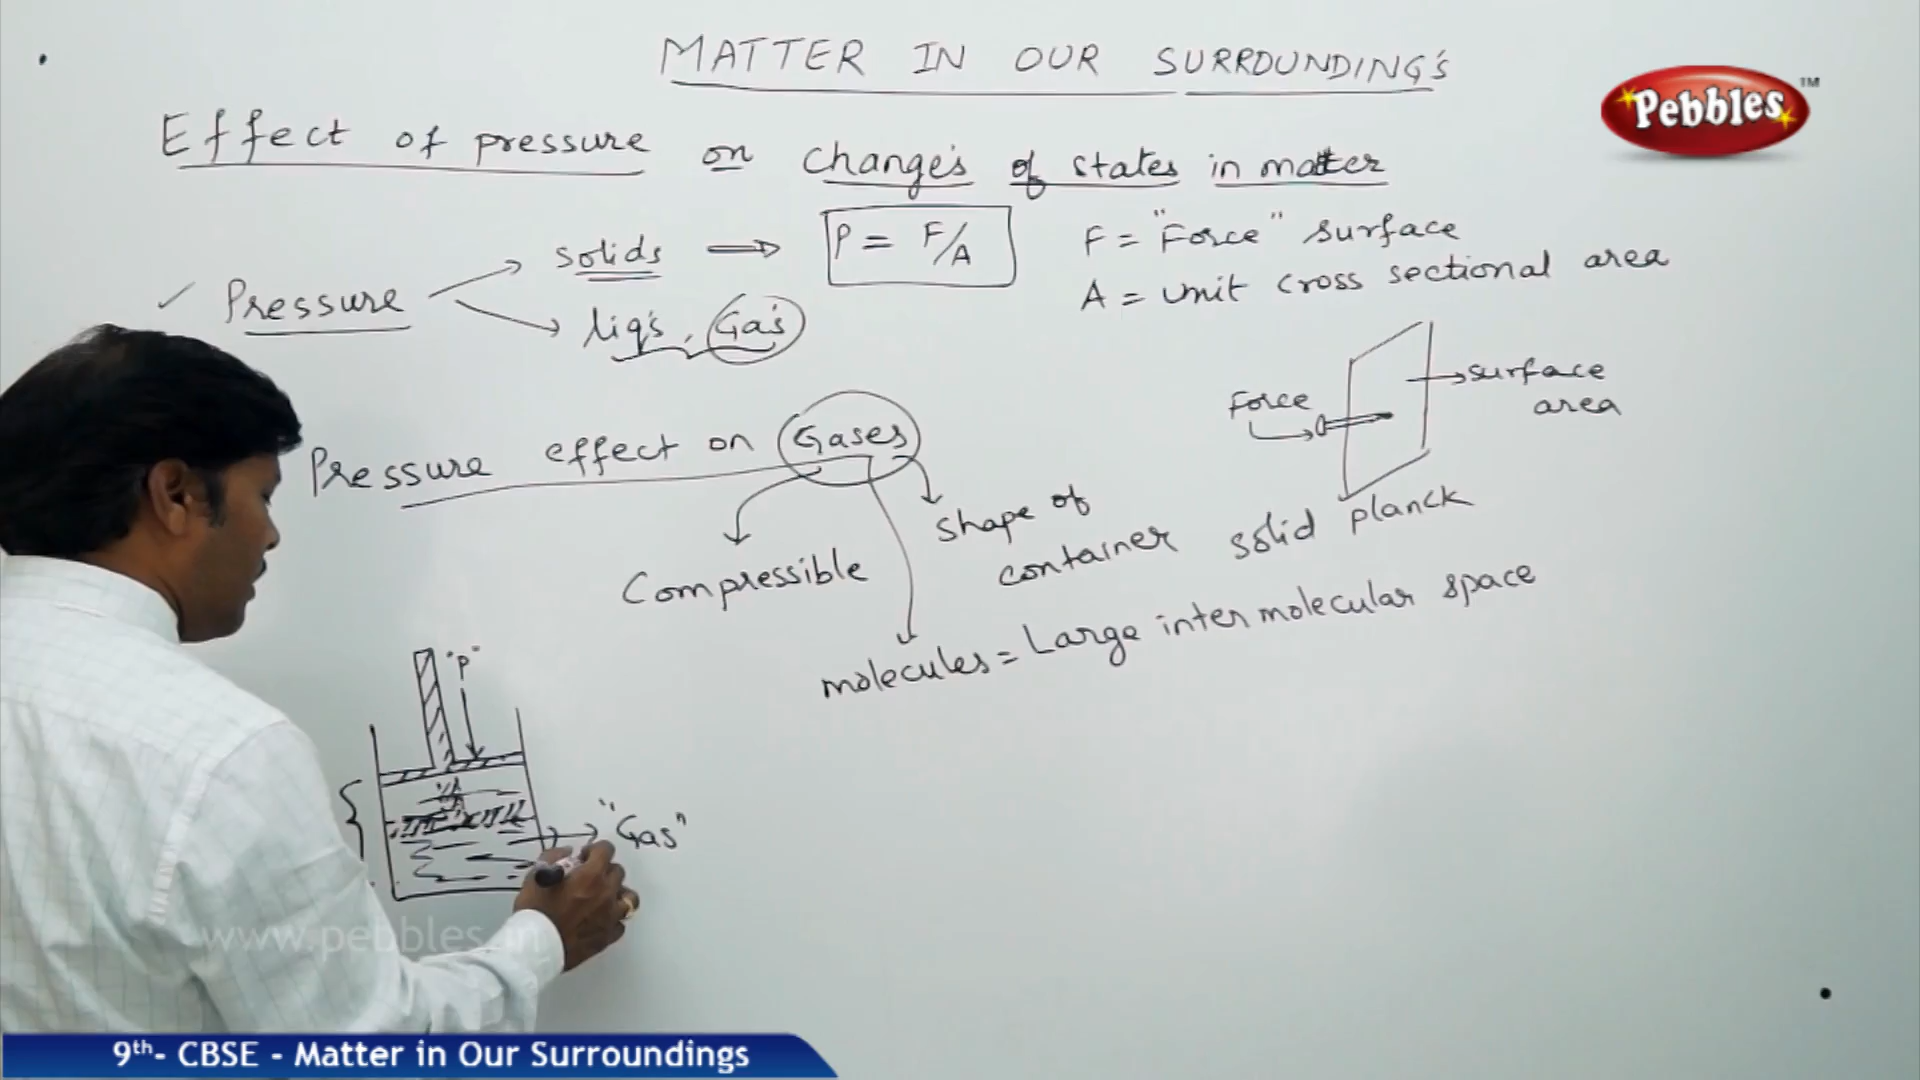 MATTER IN OUR SURROUNDING'S
Pebbles TM
Effect of pressure on change's of states in matter
Pressure
solids
P = F/A
F = "Force" surface
A = unit cross sectional area
liq's, Gas
Force
surface area
solid planck
Pressure effect on Gases
Compressible
Shape of container
molecules = Large inter molecular space
"P"
"Gas"
www.pebbles.in
9th- CBSE - Matter in Our Surroundings